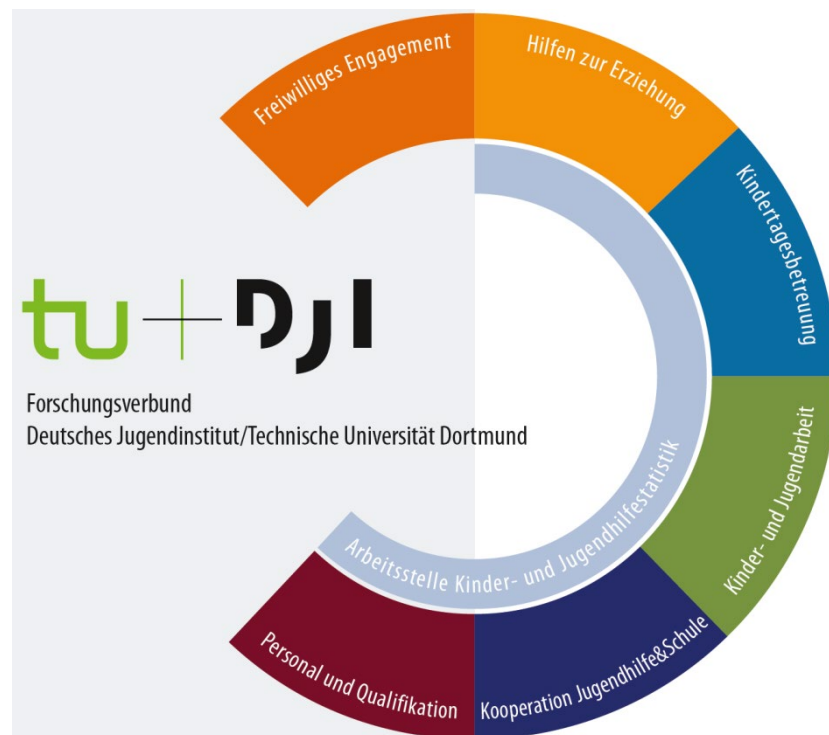 Freiwilliges Engagement
Hilfen zur Erziehung
Kindertagesbetreuung
Kinder- und Jugendarbeit
Kooperation Jugendhilfe&Schule
Personal und Qualifikation
Arbeitsstelle Kinder- und Jugendhilfestatistik
tu + DJI
Forschungsverbund
Deutsches Jugendinstitut/Technische Universität Dortmund